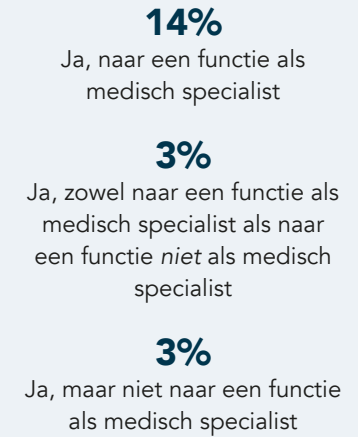 14%
Ja, naar een functie als
medisch specialist
3%
Ja, zowel naar een functie als
medisch specialist als naar
een functie niet als medisch
specialist
3%
Ja, maar niet naar een functie
als medisch specialist